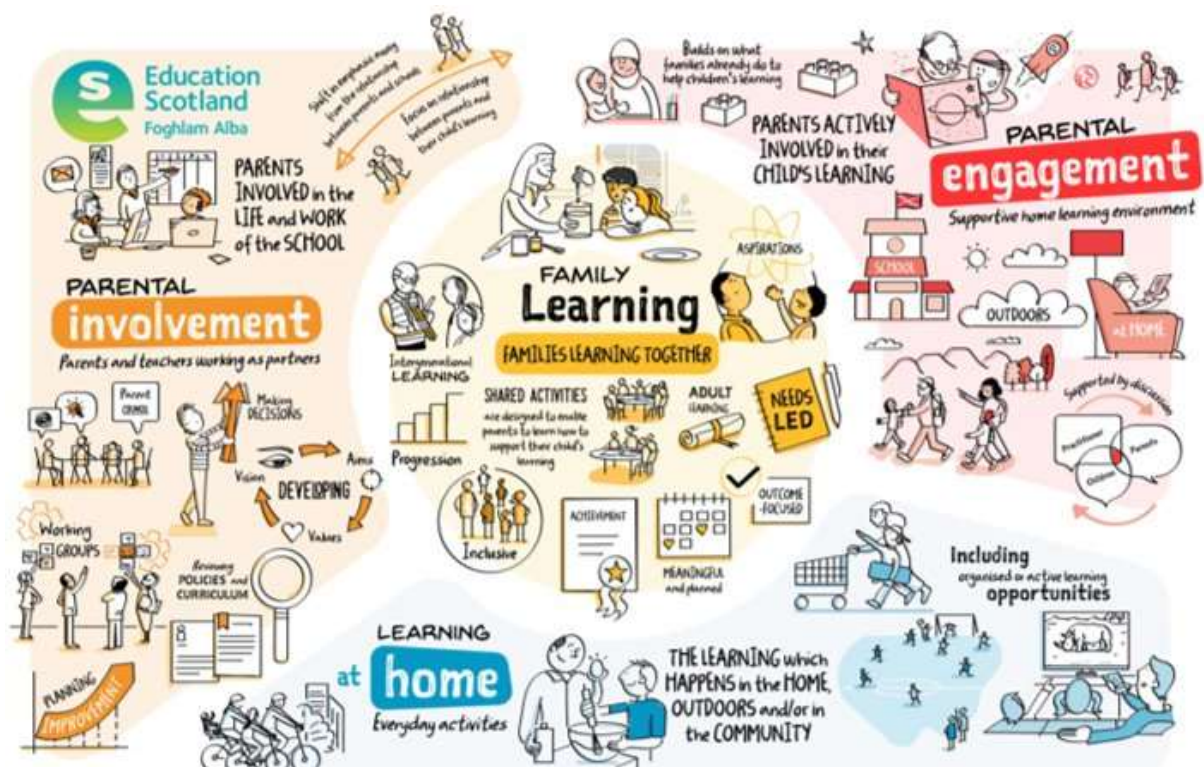 Education
Scotland
Foghlam Alba
Shift in emphasis away
from the relationship
between parents and schools
Focus on relationship
between parents and
their child's learning
PARENTS
INVOLVED in the
LIFE and WORK
of the SCHOOL
PARENTAL
involvement
Parents and teachers working as partners
Parent
COUNCIL
Making
DECISIONS
Vision
Aims
DEVELOPING
Values
Working
GROUPS
Reviewing
POLICIES and
CURRICULUM
PLANNING
IMPROVEMENT
Builds on what
families already do to
help children's learning
PARENTS ACTIVELY
INVOLVED in their
CHILD'S LEARNING
PARENTAL
engagement
Supportive home learning environment
SCHOOL
OUTDOORS
at HOME
Supported by discussion
Practitioner
Parents
Children
FAMILY
Learning
FAMILIES LEARNING TOGETHER
ASPIRATIONS
Intergenerational
LEARNING
SHARED ACTIVITIES
are designed to enable
parents to learn how to
support their child's
learning
ADULT
LEARNING
NEEDS
LED
Progression
Inclusive
ACHIEVEMENT
OUTCOME
-FOCUSED
MEANINGFUL
and planned
LEARNING
at home
Everyday activities
THE LEARNING which
HAPPENS in the HOME,
OUTDOORS and/or in
the COMMUNITY
Including
organised or active learning
opportunities